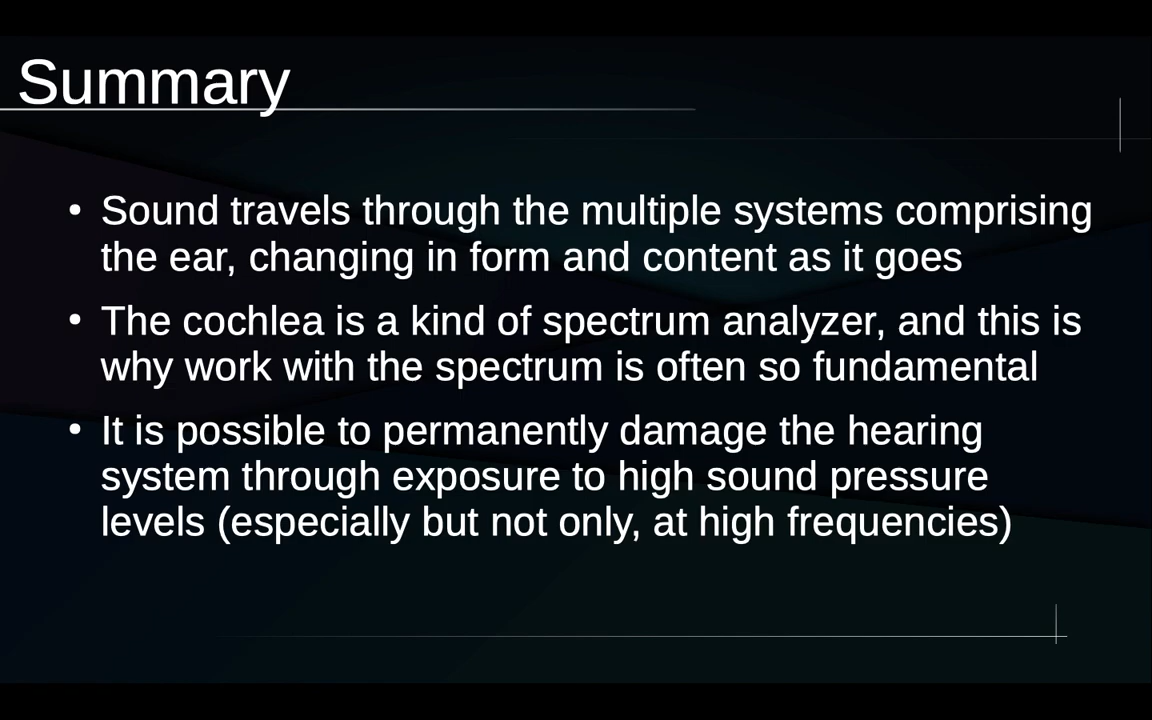 Summary
• Sound travels through the multiple systems comprising
the ear, changing in form and content as it goes
• The cochlea is a kind of spectrum analyzer, and this is
why work with the spectrum is often so fundamental
• It is possible to permanently damage the hearing
system through exposure to high sound pressure
levels (especially but not only, at high frequencies)